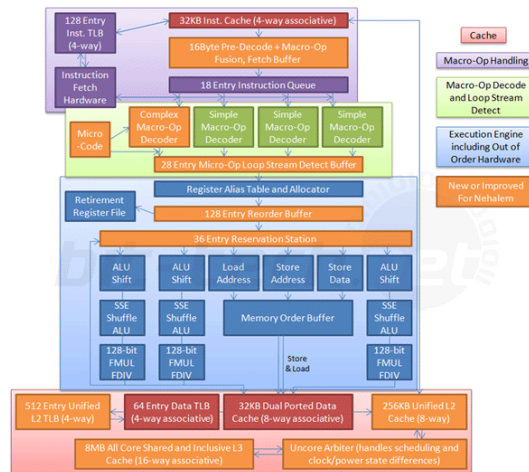 128 Entry
Inst. TLB
(4-way)
32KB Inst. Cache (4-way associative)
16Byte Pre-Decode + Macro-Op
Fusion, Fetch Buffer
Instruction
Fetch
Hardware
18 Entry Instruction Queue
Micro
-Code
Complex
Macro-Op
Decoder
Simple
Macro-Op
Decoder
Simple
Macro-Op
Decoder
Simple
Macro-Op
Decoder
28 Entry Micro-Op Loop Stream Detect Buffer
Register Alias Table and Allocator
Retirement
Register File
128 Entry Reorder Buffer
36 Entry Reservation Station
ALU
Shift
ALU
Shift
Load
Address
Store
Address
Store
Data
ALU
Shift
SSE
Shuffle
ALU
SSE
Shuffle
ALU
Memory Order Buffer
SSE
Shuffle
ALU
128-bit
FMUL
FDIV
128-bit
FMUL
FDIV
128-bit
FMUL
FDIV
Store
& Load
512 Entry Unified
L2 TLB (4-way)
64 Entry Data TLB
(4-way associative)
32KB Dual Ported Data
Cache (8-way associative)
256KB Unified L2
Cache (8-way)
8MB All Core Shared and Inclusive L3
Cache (16-way associative)
Uncore Arbiter (handles scheduling and
clock/power state differences)
Cache
Macro-Op Handling
Macro-Op Decode
and Loop Stream
Detect
Execution Engine
including Out of
Order Hardware
New or Improved
For Nehalem